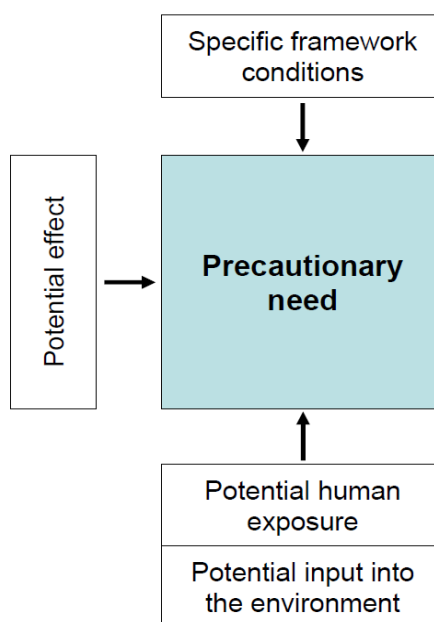 Specific framework
conditions
Potential effect
Precautionary
need
Potential human
exposure
Potential input into
the environment